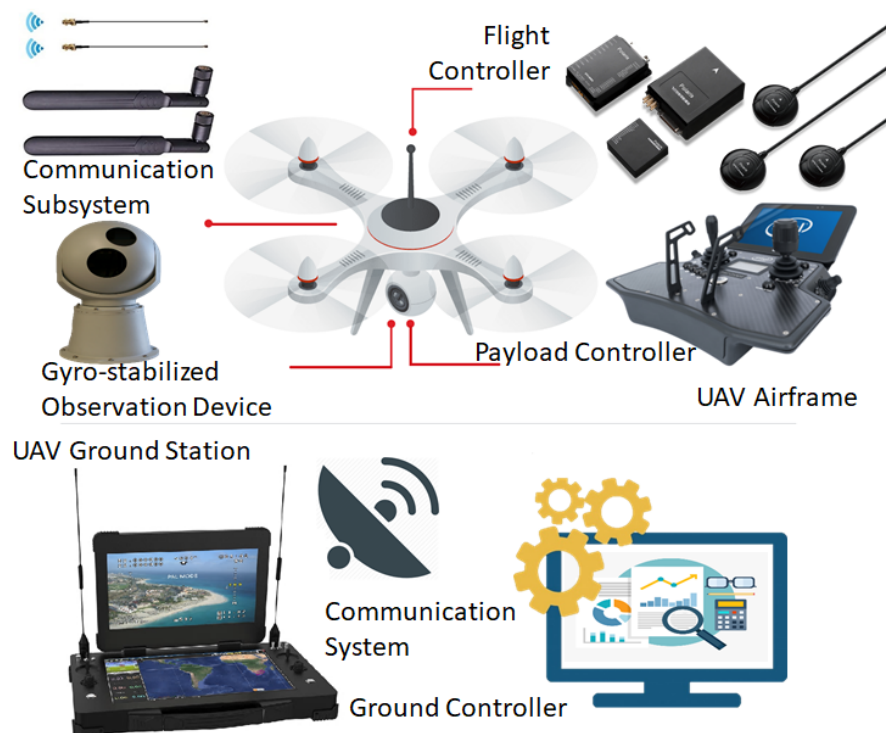 Flight
Controller
Communication
Subsystem
Payload Controller
Gyro-stabilized
Observation Device
UAV Airframe
UAV Ground Station
Communication
System
Ground Controller